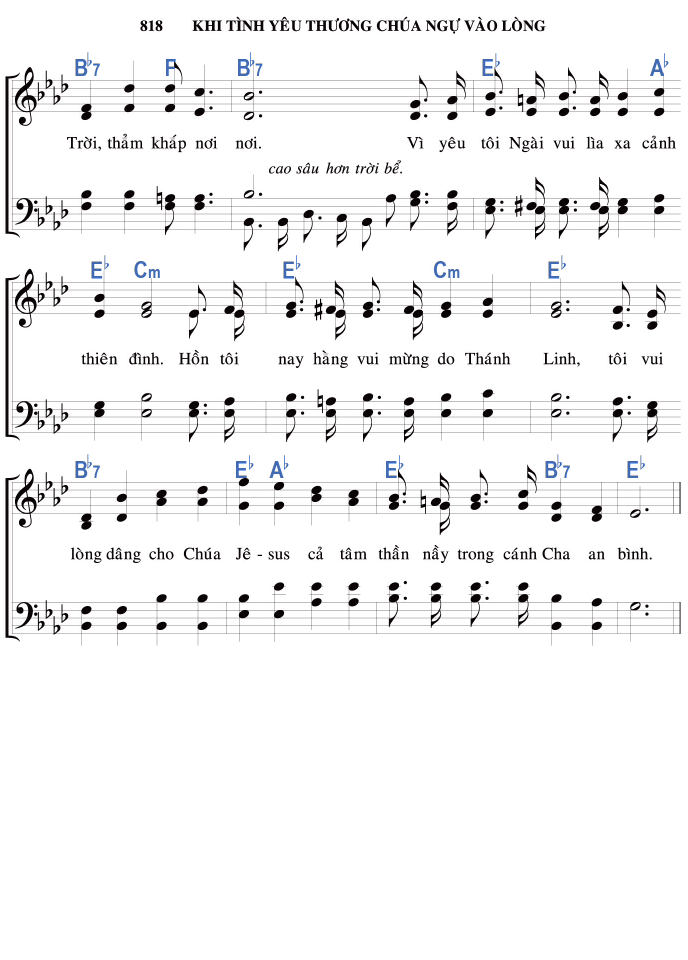 818 KHI TÌNH YÊU THƯƠNG CHÚA NGỰ VÀO LÒNG
B♭7 F B♭7 E♭ A♭
Trời, thẳm khắp nơi nơi. Vì yêu tôi Ngài vui lìa xa cảnh
cao sâu hơn trời bể.
E♭ Cm E♭ Cm E♭
thiên đình. Hồn tôi nay hằng vui mừng do Thánh Linh, tôi vui
B♭7 E♭ A♭ E♭ B♭7 E♭
lòng dâng cho Chúa Jê - sus cả tâm thần nầy trong cánh Cha an bình.